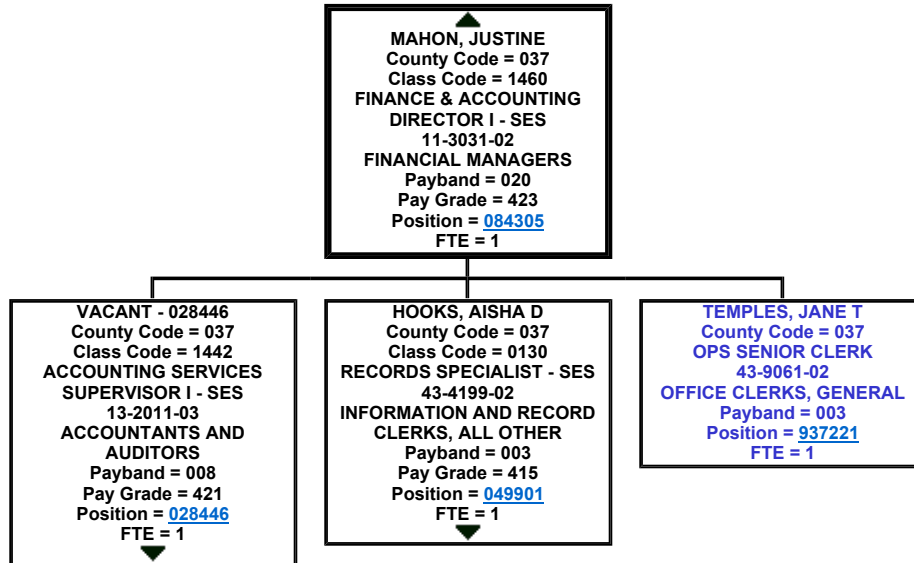 MAHON, JUSTINE
County Code = 037
Class Code = 1460
FINANCE & ACCOUNTING
DIRECTOR I - SES
11-3031-02
FINANCIAL MANAGERS
Payband = 020
Pay Grade = 423
Position = 084305
FTE = 1
VACANT - 028446
County Code = 037
Class Code = 1442
ACCOUNTING SERVICES
SUPERVISOR I - SES
13-2011-03
ACCOUNTANTS AND
AUDITORS
Payband = 008
Pay Grade = 421
Position = 028446
FTE = 1
HOOKS, AISHA D
County Code = 037
Class Code = 0130
RECORDS SPECIALIST - SES
43-4199-02
INFORMATION AND RECORD
CLERKS, ALL OTHER
Payband = 003
Pay Grade = 415
Position = 049901
FTE = 1
TEMPLES, JANE T
County Code = 037
OPS SENIOR CLERK
43-9061-02
OFFICE CLERKS, GENERAL
Payband = 003
Position = 937221
FTE = 1